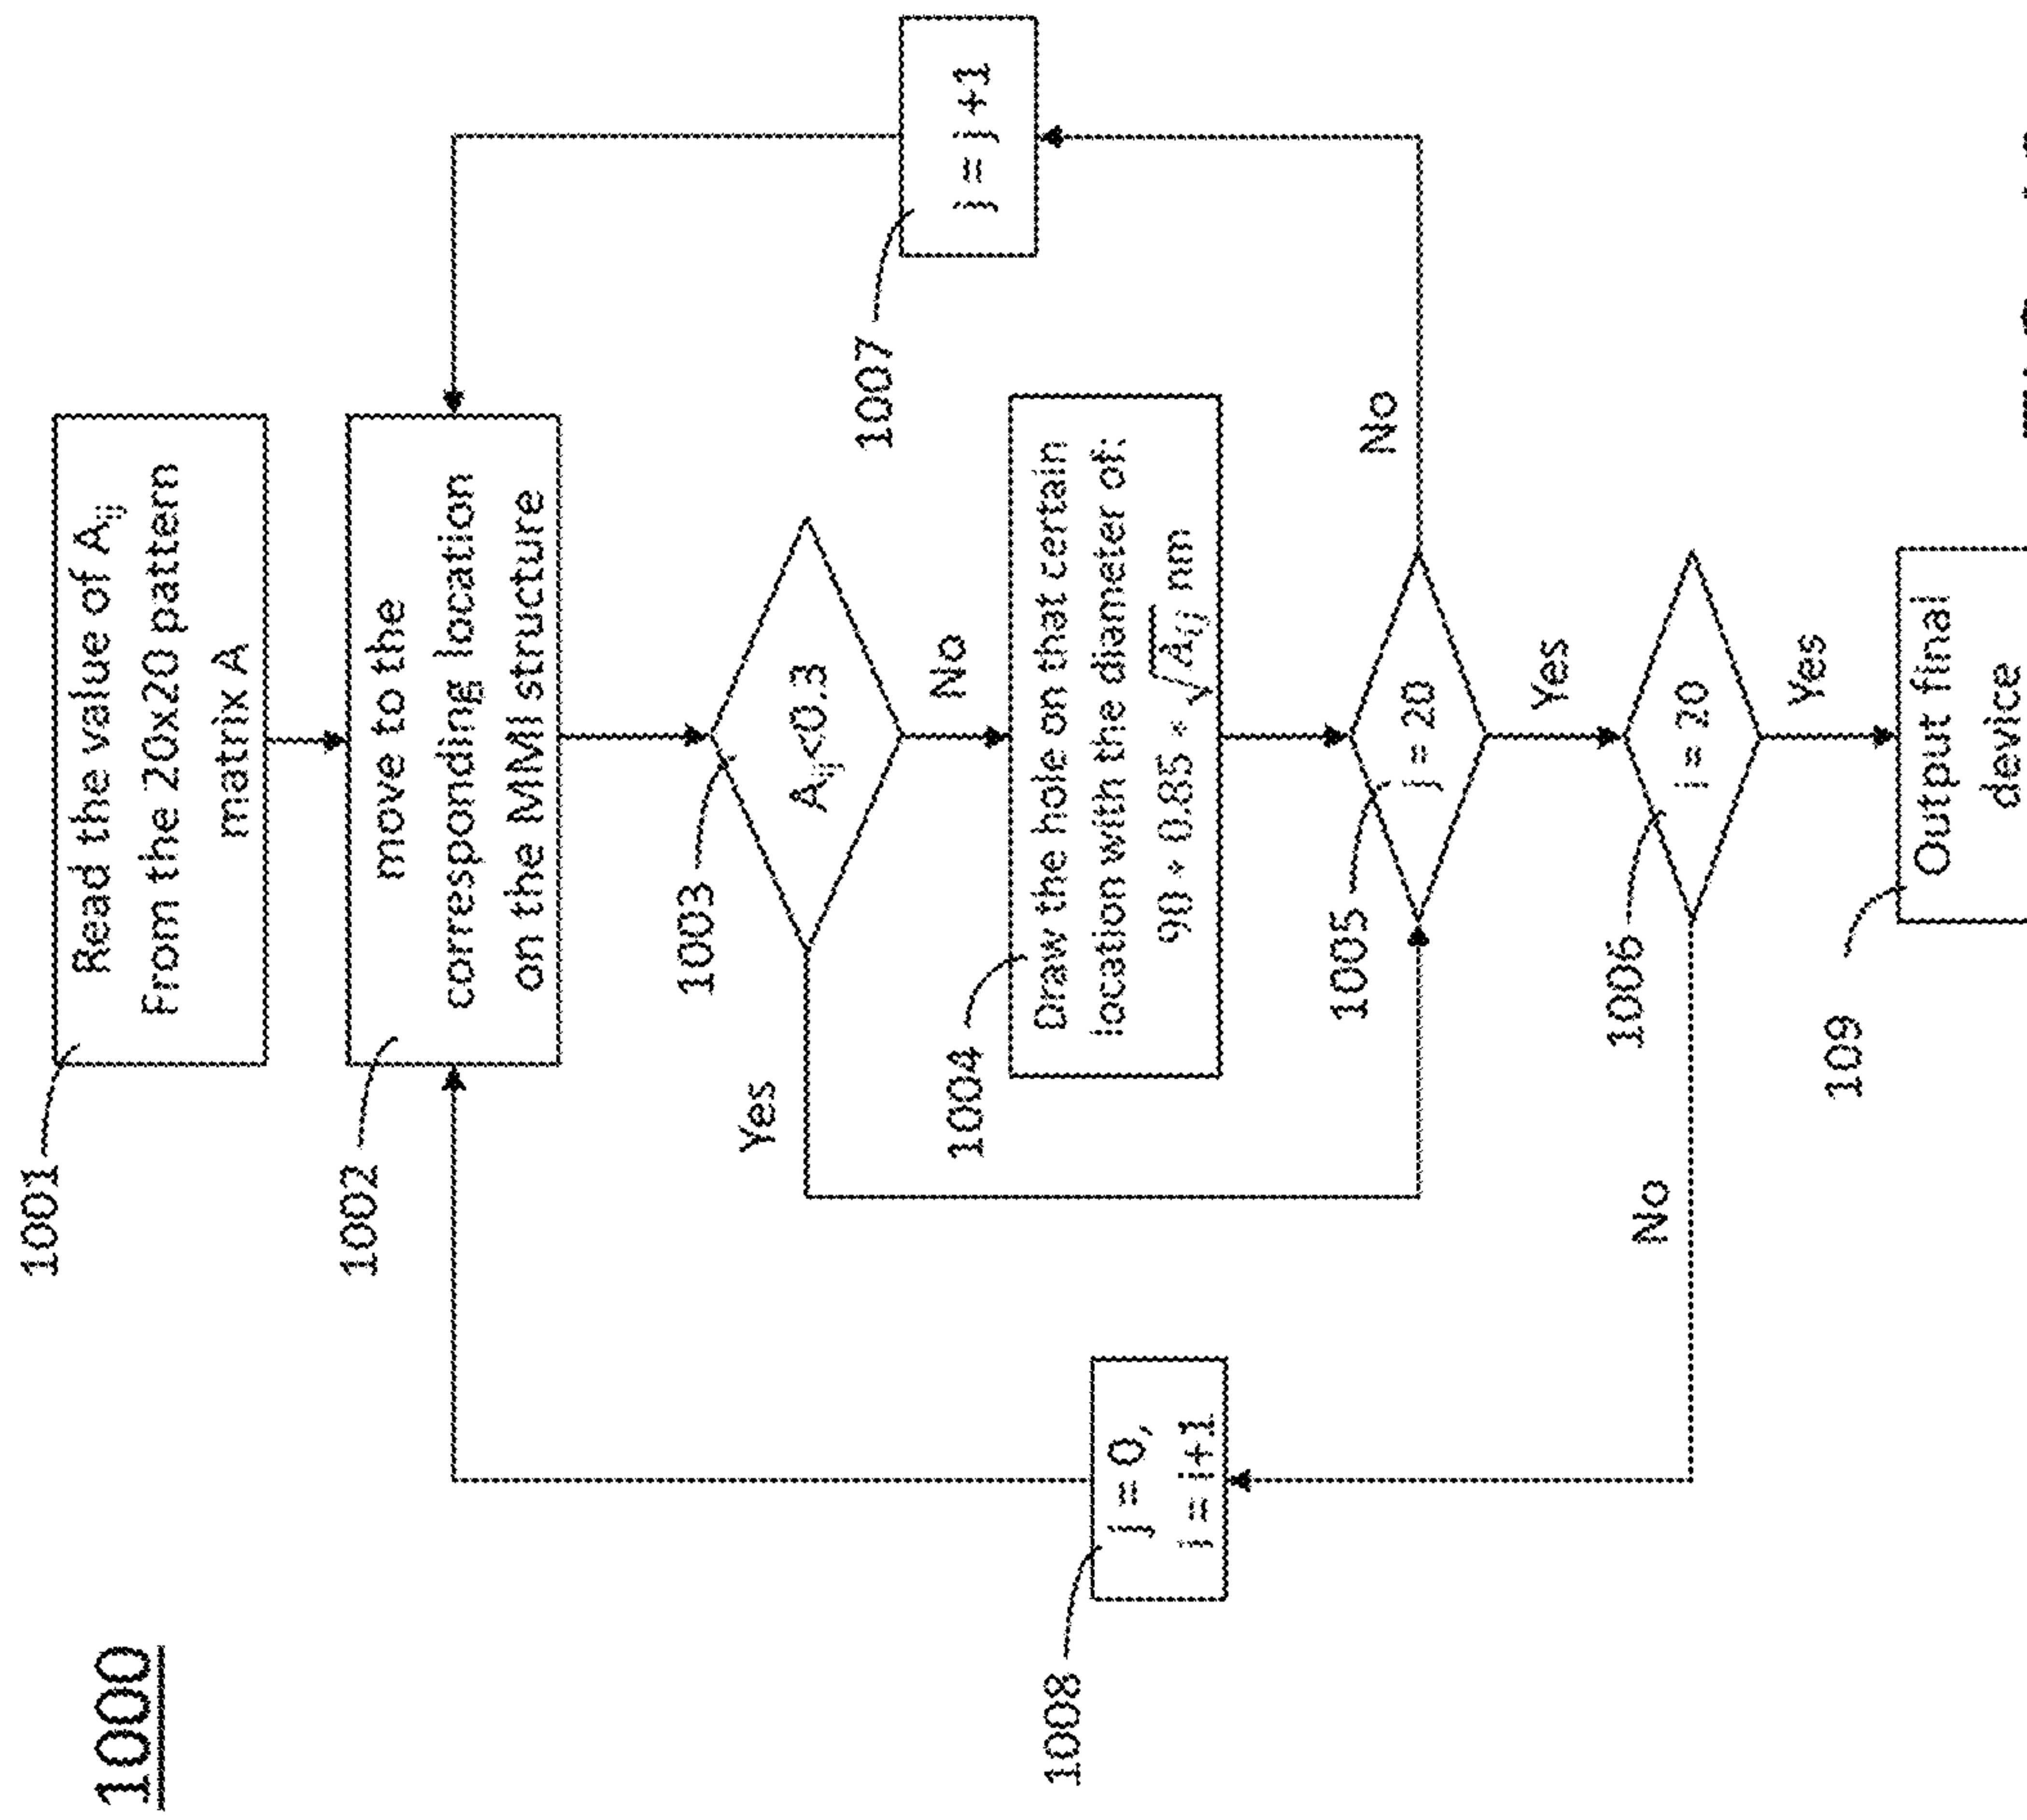 1000
1001
Read the value of Aij
From the 20x20 pattern
matrix A
1002
move to the
corresponding location
on the MMI structure
1003
Aij<0.3
Yes
No
1004
Draw the hole on that certain
location with the diameter of:
90 * 0.85 * √Aij nm
1005
j = 20
No
1007
j = j +1
Yes
1006
i = 20
No
1008
j = 0,
i = i+1
Yes
109
Output final
device